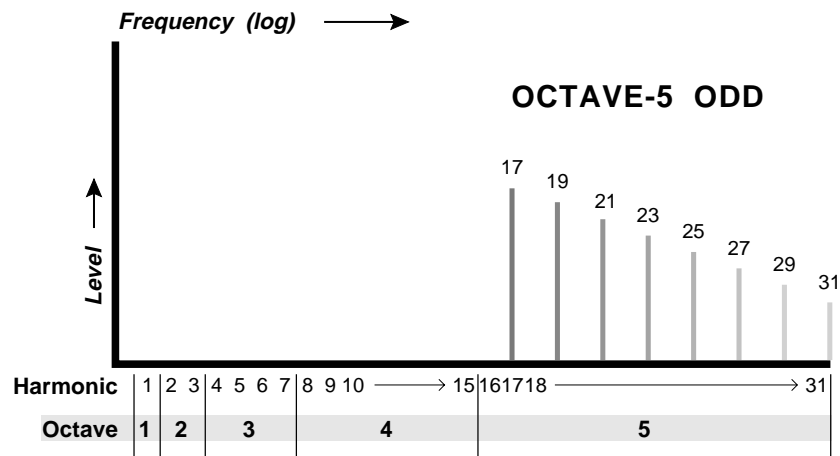 Frequency (log)
OCTAVE-5 ODD
17
19
21
23
25
27
29
31
Level
Harmonic 1 2 3 4 5 6 7 8 9 10 15 16 17 18 31
Octave 1 2 3 4 5